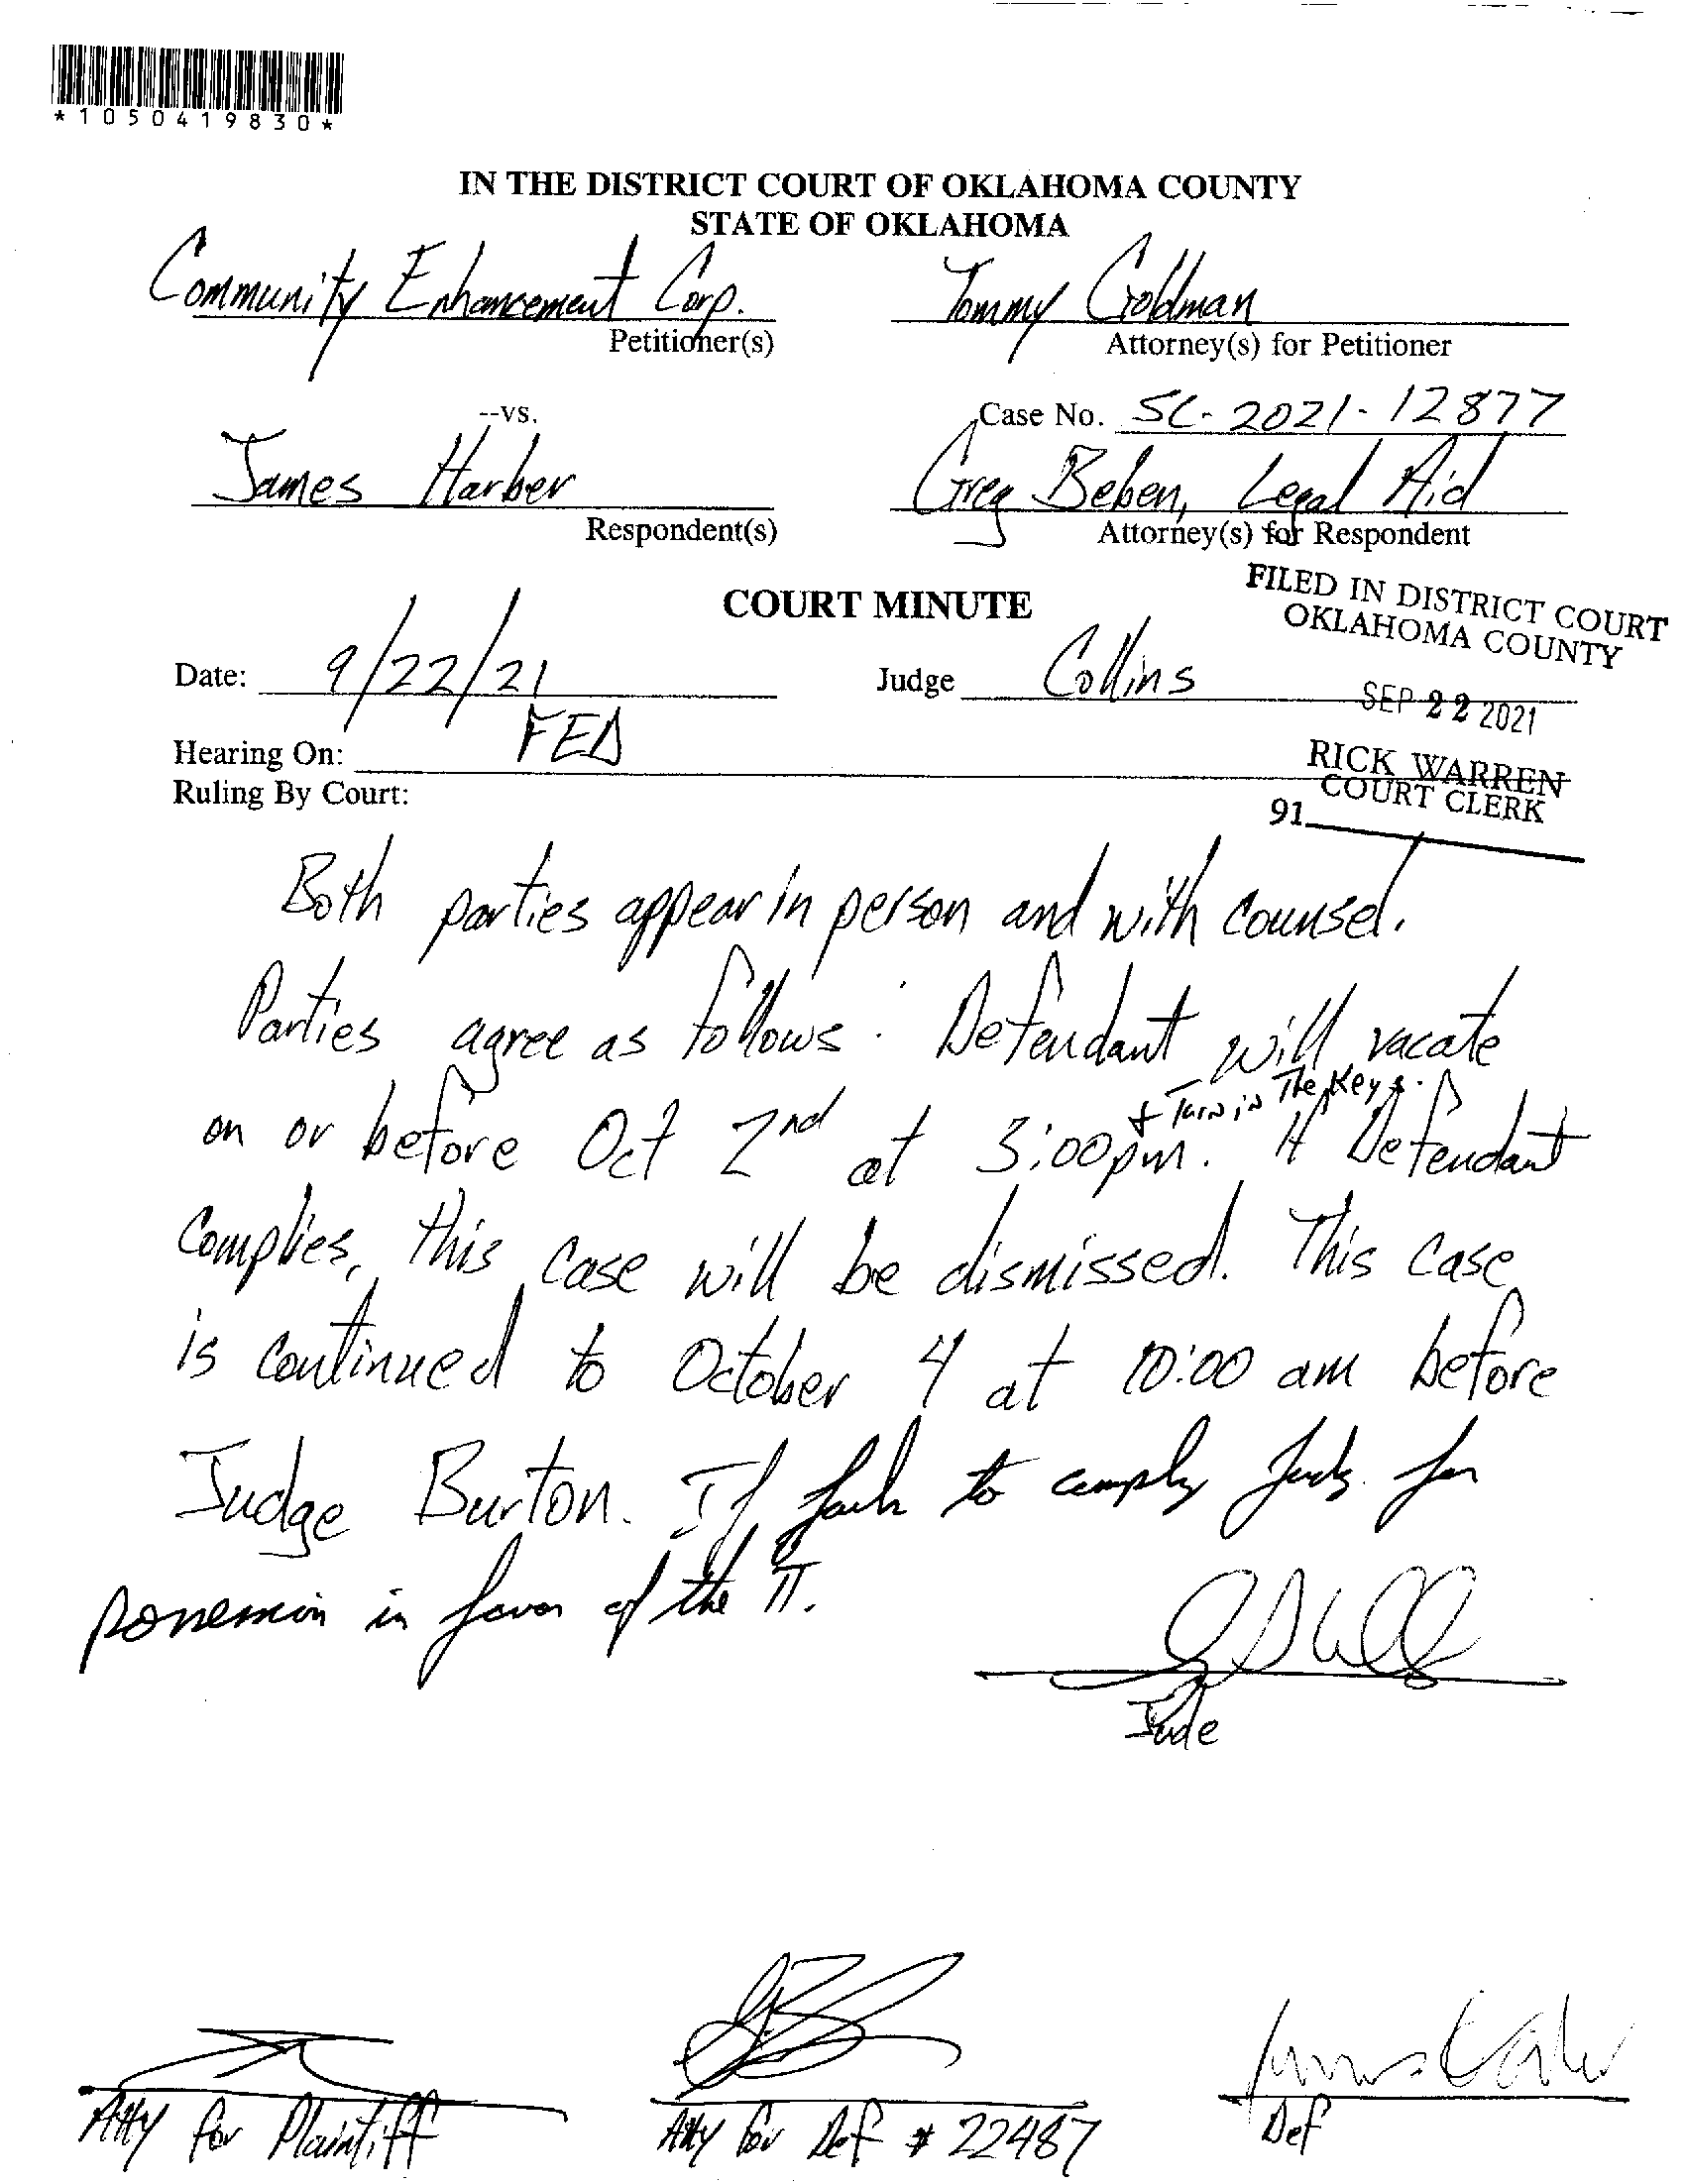 *1050419830*
IN THE DISTRICT COURT OF OKLAHOMA COUNTY
STATE OF OKLAHOMA
Community Enhancement Corp.
Petitioner(s)
Tommy Goldman
Attorney(s) for Petitioner
--vs.
Case No. SC-2021-12877
James Harber
Respondent(s)
Greg Beben, Legal Aid
Attorney(s) for Respondent
COURT MINUTE
FILED IN DISTRICT COURT
OKLAHOMA COUNTY
Date: 9/22/21
Judge Collins
SEP 22 2021
Hearing On: FED
RICK WARREN
COURT CLERK
Ruling By Court:
91
Both parties appear in person and with counsel.
Parties agree as follows: Defendant will vacate
& Turn in The Keys.
on or before Oct 2nd at 3:00pm. If Defendant
complies, this case will be dismissed. This case
is continued to October 4 at 10:00 am before
Judge Burton. If fails to comply Judg. for
possession in favor of the π.
Atty for Plaintiff
Atty for Def # 22487
Def